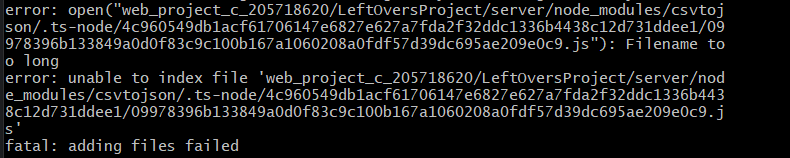 error: open("web_project_c_205718620/LeftOversProject/server/node_modules/csvtoj
son/.ts-node/4c960549db1acf61706147e6827e627a7fda2f32ddc1336b4438c12d731ddee1/09
978396b133849a0d0f83c9c100b167a1060208a0fdf57d39dc695ae209e0c9.js"): Filename to
o long
error: unable to index file 'web_project_c_205718620/LeftOversProject/server/nod
e_modules/csvtojson/.ts-node/4c960549db1acf61706147e6827e627a7fda2f32ddc1336b443
8c12d731ddee1/09978396b133849a0d0f83c9c100b167a1060208a0fdf57d39dc695ae209e0c9.j
s'
fatal: adding files failed